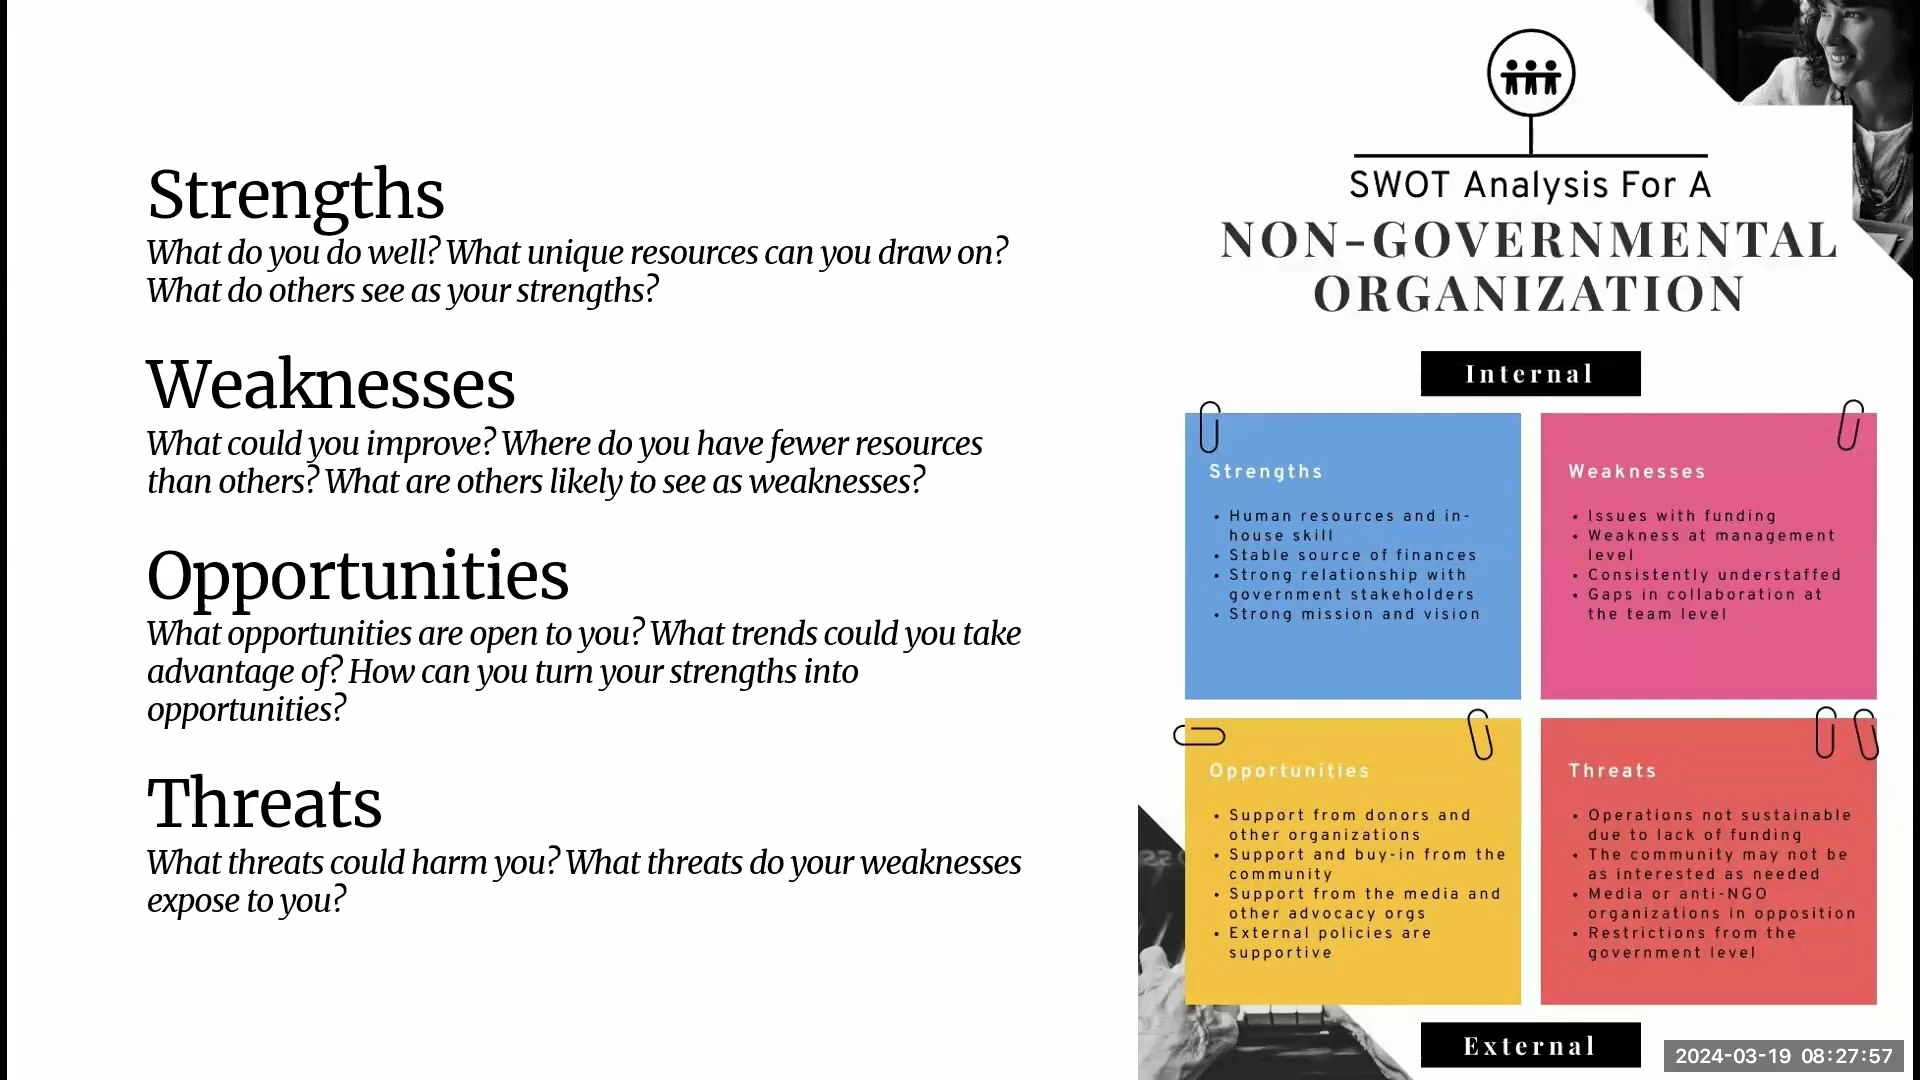 Strengths
What do you do well? What unique resources can you draw on?
What do others see as your strengths?
Weaknesses
What could you improve? Where do you have fewer resources
than others? What are others likely to see as weaknesses?
Opportunities
What opportunities are open to you? What trends could you take
advantage of? How can you turn your strengths into
opportunities?
Threats
What threats could harm you? What threats do your weaknesses
expose to you?
SWOT Analysis For A
NON-GOVERNMENTAL
ORGANIZATION
Internal
Strengths
• Human resources and in-
house skill
• Stable source of finances
• Strong relationship with
government stakeholders
• Strong mission and vision
Weaknesses
• Issues with funding
• Weakness at management
level
• Consistently understaffed
• Gaps in collaboration at
the team level
Opportunities
• Support from donors and
other organizations
• Support and buy-in from the
community
• Support from the media and
other advocacy orgs
• External policies are
supportive
Threats
• Operations not sustainable
due to lack of funding
• The community may not be
as interested as needed
• Media or anti-NGO
organizations in opposition
• Restrictions from the
government level
External
2024-03-19 08:27:57